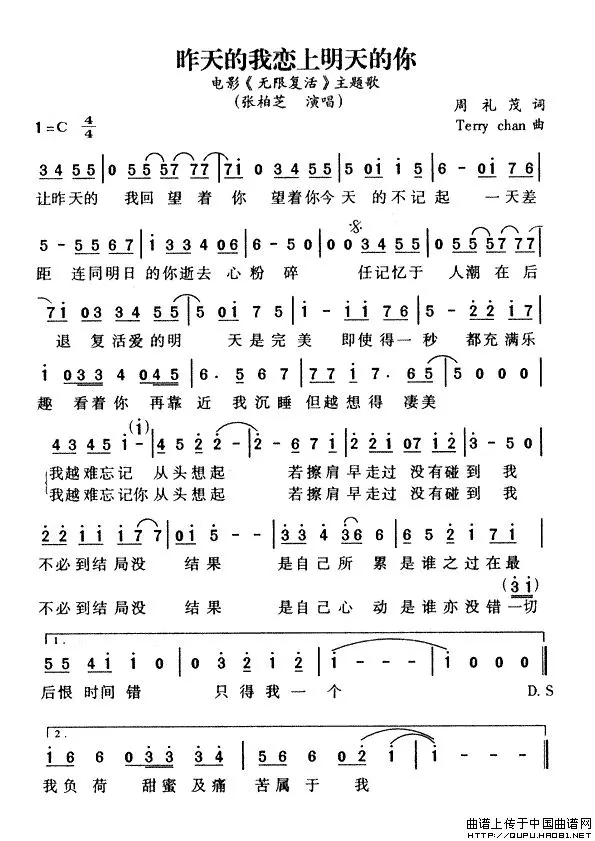 昨天的我恋上明天的你
电影《无限复活》主题歌
(张柏芝 演唱)
周礼茂 词
1=C 4/4
Terry chan 曲
3 4 5 5 | 0 5 5 5 7 7 | 7 i 0 3 4 5 5 | 5 0 i i 5 | 6 - 0 1 7 6 |
让昨天的 我回望着 你 望着你今天的不记起 一天差
5 - 5 5 6 7 | i 3 3 4 0 6 | 6 - 5 0 | 0 0 3 4 5 5 | 0 5 5 5 7 7 |
距 连同明日的你逝去 心粉碎 任记忆于 人潮在后
7 i 0 3 3 4 5 5 | 5 0 i 7 5 | 6 - - i | i i 7 6 | 5 - i 2 |
退 复活爱的明 天是完美 即使得一秒 都充满乐
i 0 3 3 4 0 4 5 | 6 . 5 6 7 | 7 7 i 7 . 6 5 | 5 0 0 0 |
趣 看着你 再靠近 我沉睡但越想得 凄美
(i)
4 3 4 5 i - | 4 5 2 2 - | 2 - 6 7 i | 2 2 i 0 7 i 2 | 2 - 5 0 |
我越难忘记 从头想起 若擦肩早走过 没有碰到我
我越难忘记你从头想起 若擦肩早走过 没有碰到我
2 2 i i i 7 7 | 0 i 5 - - | 3 3 4 3 6 6 | 6 5 2 i 7 i |
不必到结局没 结果 是自己所累是谁之过在最
(3 i)
不必到结局没 结果 是自己心动是谁亦没错一切
1.
5 5 4 i i 0 | 0 3 2 i 2 | i - - - | i 0 0 0 ||
后恨时间错 只得我一个 D.S
2.
i 6 6 0 3 3 3 4 | 5 6 6 0 2 i | i - - - ||
我负荷 甜蜜及痛 苦属于 我
曲谱上传于中国曲谱网
http://QUPU.HAO81.NET